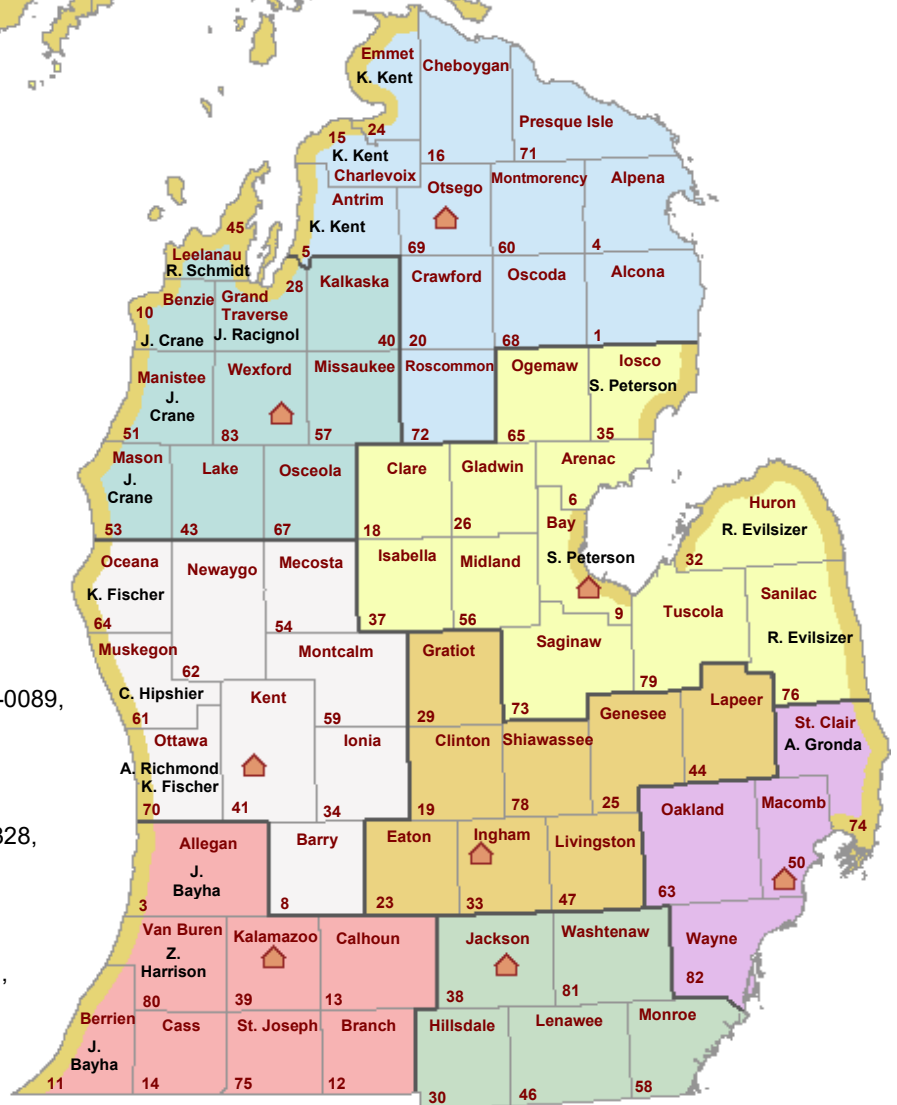 Emmet
K. Kent
Cheboygan
Presque Isle
24
15
K. Kent
Charlevoix
16
71
Antrim
K. Kent
Otsego
Montmorency
Alpena
45
5
69
60
4
Leelanau
R. Schmidt
28
Kalkaska
Crawford
Oscoda
Alcona
10
Benzie
Grand
Traverse
J. Crane
J. Racignol
40
20
68
1
Manistee
J.
Crane
Wexford
Missaukee
Roscommon
Ogemaw
Iosco
S. Peterson
51
83
57
72
65
35
Mason
J.
Crane
Lake
Osceola
Clare
Gladwin
Arenac
6
53
43
67
18
26
Bay
S. Peterson
Huron
R. Evilsizer
32
Oceana
K. Fischer
Newaygo
Mecosta
Isabella
Midland
9
Tuscola
Sanilac
R. Evilsizer
64
54
37
56
Saginaw
Muskegon
C. Hipshier
62
Montcalm
Gratiot
79
76
-0089,
61
Kent
59
29
73
Genesee
Lapeer
St. Clair
A. Gronda
Ottawa
A. Richmond
K. Fischer
Ionia
Clinton
Shiawassee
44
70
41
34
19
78
25
Oakland
Macomb
74
828,
Allegan
J.
Bayha
Barry
Eaton
Ingham
Livingston
50
3
8
23
33
47
63
Van Buren
Z.
Harrison
Kalamazoo
Calhoun
Jackson
Washtenaw
Wayne
,
80
39
13
38
81
82
Berrien
J.
Bayha
Cass
St. Joseph
Branch
Hillsdale
Lenawee
Monroe
11
14
75
12
30
46
58